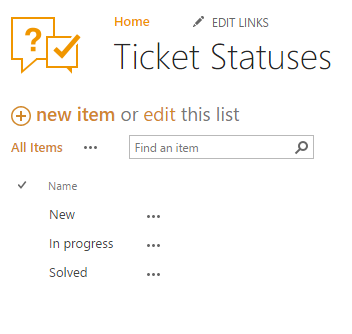 Home EDIT LINKS
Ticket Statuses
new item or edit this list
All Items ••• Find an item
Name
New •••
In progress •••
Solved •••